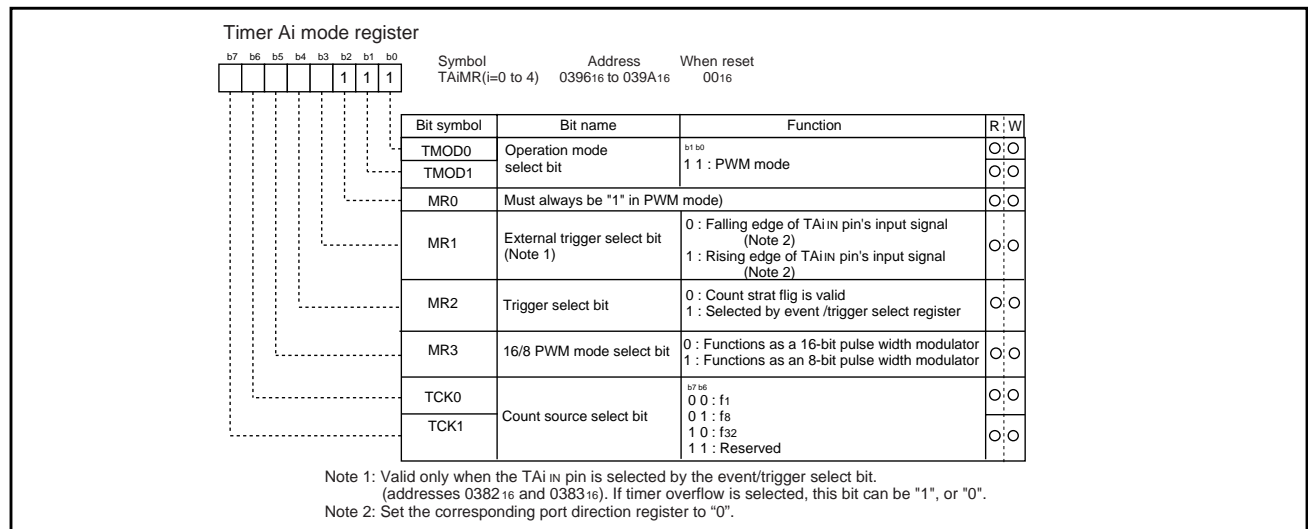 Timer Ai mode register
b7 b6 b5 b4 b3 b2 b1 b0
1 1 1
Symbol Address When reset
TAiMR(i=0 to 4) 039616 to 039A16 0016
Bit symbol Bit name Function R W
TMOD0 Operation mode select bit b1 b0
TMOD1 1 1 : PWM mode
MR0 Must always be "1" in PWM mode)
MR1 External trigger select bit (Note 1) 0 : Falling edge of TAiIN pin's input signal
(Note 2)
1 : Rising edge of TAiIN pin's input signal
(Note 2)
MR2 Trigger select bit 0 : Count strat flig is valid
1 : Selected by event /trigger select register
MR3 16/8 PWM mode select bit 0 : Functions as a 16-bit pulse width modulator
1 : Functions as an 8-bit pulse width modulator
TCK0 Count source select bit b7 b6
0 0 : f1
0 1 : f8
TCK1 1 0 : f32
1 1 : Reserved
Note 1: Valid only when the TAi IN pin is selected by the event/trigger select bit.
(addresses 0382 16 and 038316). If timer overflow is selected, this bit can be "1", or "0".
Note 2: Set the corresponding port direction register to “0”.